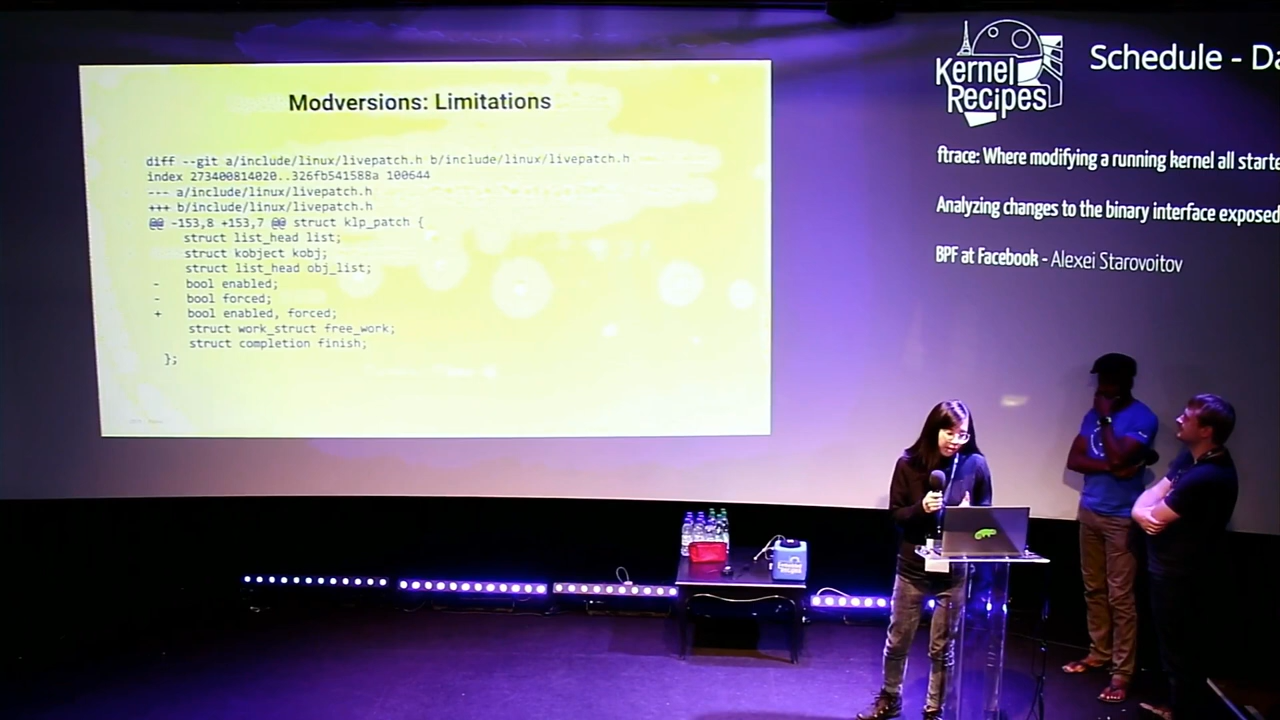 Modversions: Limitations
diff --git a/include/linux/livepatch.h b/include/linux/livepatch.h
index 273400814020..326fb541588a 100644
--- a/include/linux/livepatch.h
+++ b/include/linux/livepatch.h
@@ -153,8 +153,7 @@ struct klp_patch {
struct list_head list;
struct kobject kobj;
struct list_head obj_list;
- bool enabled;
- bool forced;
+ bool enabled, forced;
struct work_struct free_work;
struct completion finish;
};
Kernel
Recipes
Schedule - Da
ftrace: Where modifying a running kernel all starte
Analyzing changes to the binary interface exposed
BPF at Facebook - Alexei Starovoitov